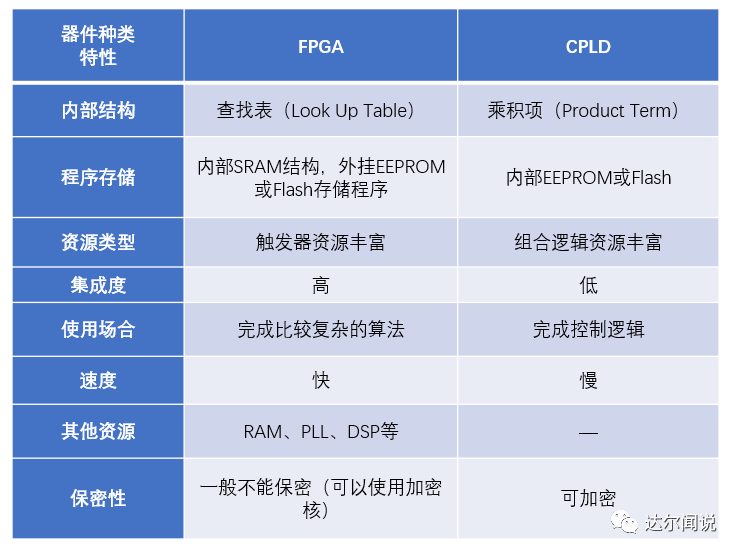 器件种类
特性
FPGA
CPLD
内部结构
查找表（Look Up Table）
乘积项（Product Term）
程序存储
内部SRAM结构，外挂EEPROM
或Flash存储程序
内部EEPROM或Flash
资源类型
触发器资源丰富
组合逻辑资源丰富
集成度
高
低
使用场合
完成比较复杂的算法
完成控制逻辑
速度
快
慢
其他资源
RAM、PLL、DSP等
—
保密性
一般不能保密（可以使用加密
核）
可加密
达尔闻说